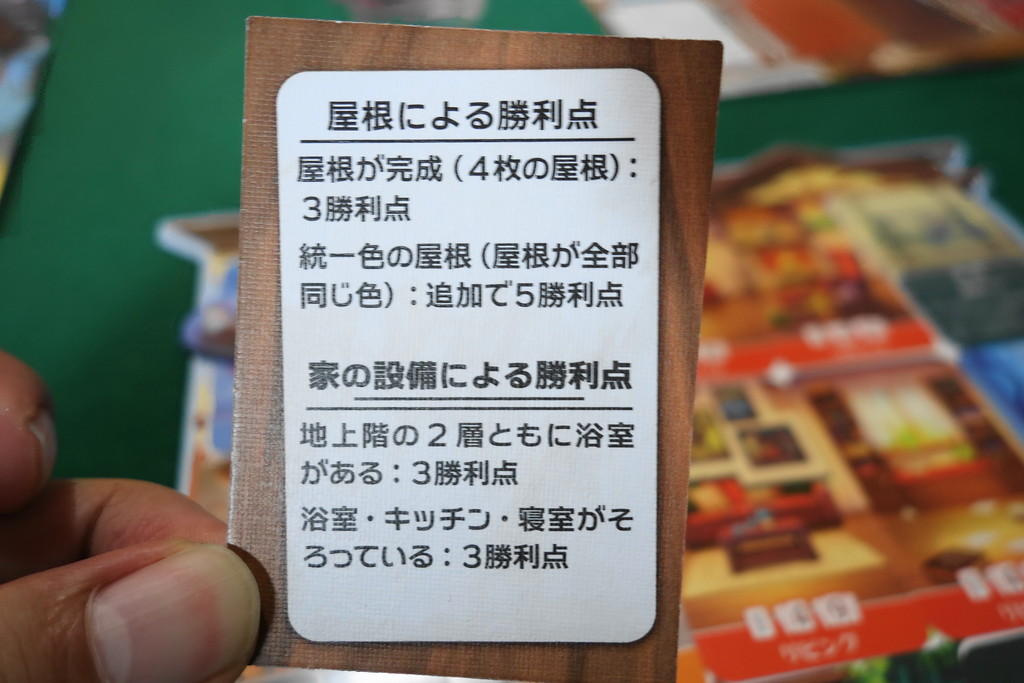 屋根による勝利点
屋根が完成（4枚の屋根）：
3勝利点
統一色の屋根（屋根が全部
同じ色）：追加で5勝利点
家の設備による勝利点
地上階の2層ともに浴室
がある：3勝利点
浴室・キッチン・寝室がそ
ろっている：3勝利点
リビング